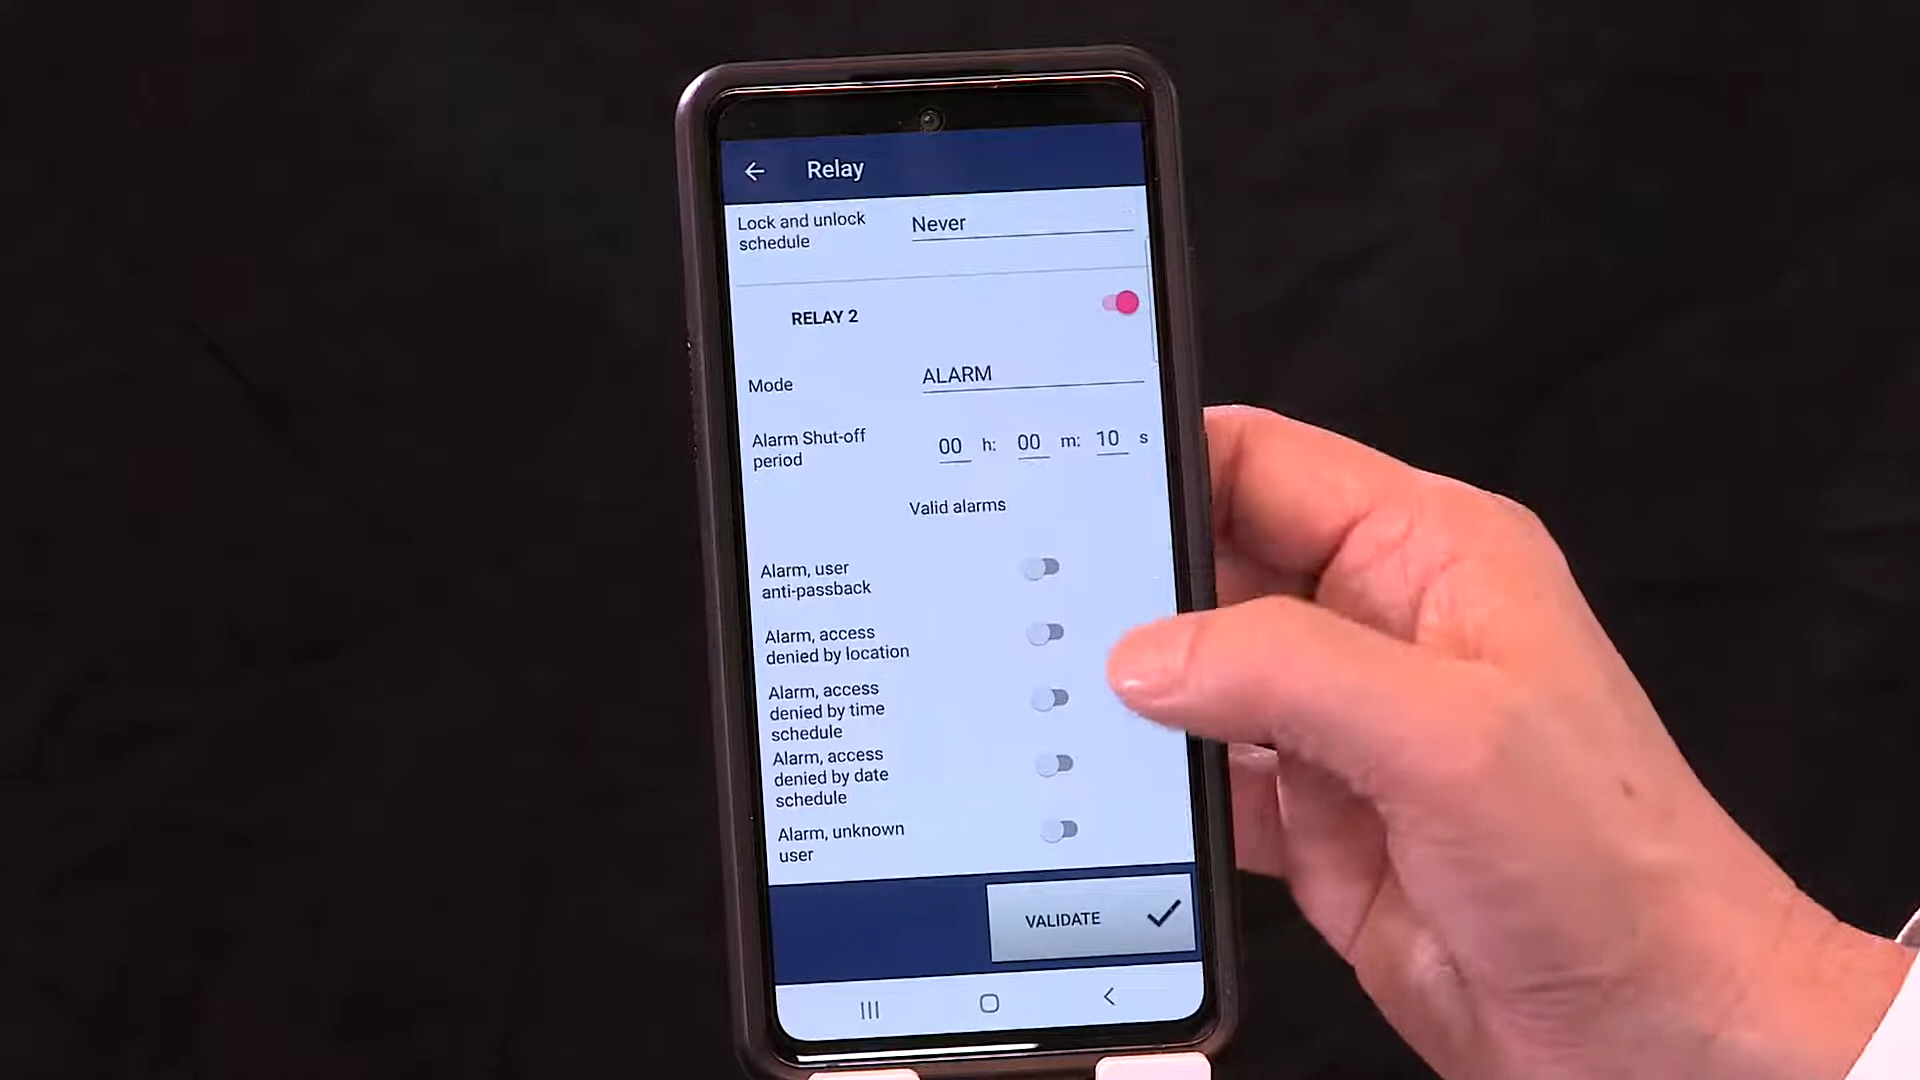 Relay
Lock and unlock
schedule
Never
RELAY 2
Mode
ALARM
Alarm Shut-off
period
00 h: 00 m: 10 s
Valid alarms
Alarm, user
anti-passback
Alarm, access
denied by location
Alarm, access
denied by time
schedule
Alarm, access
denied by date
schedule
Alarm, unknown
user
VALIDATE